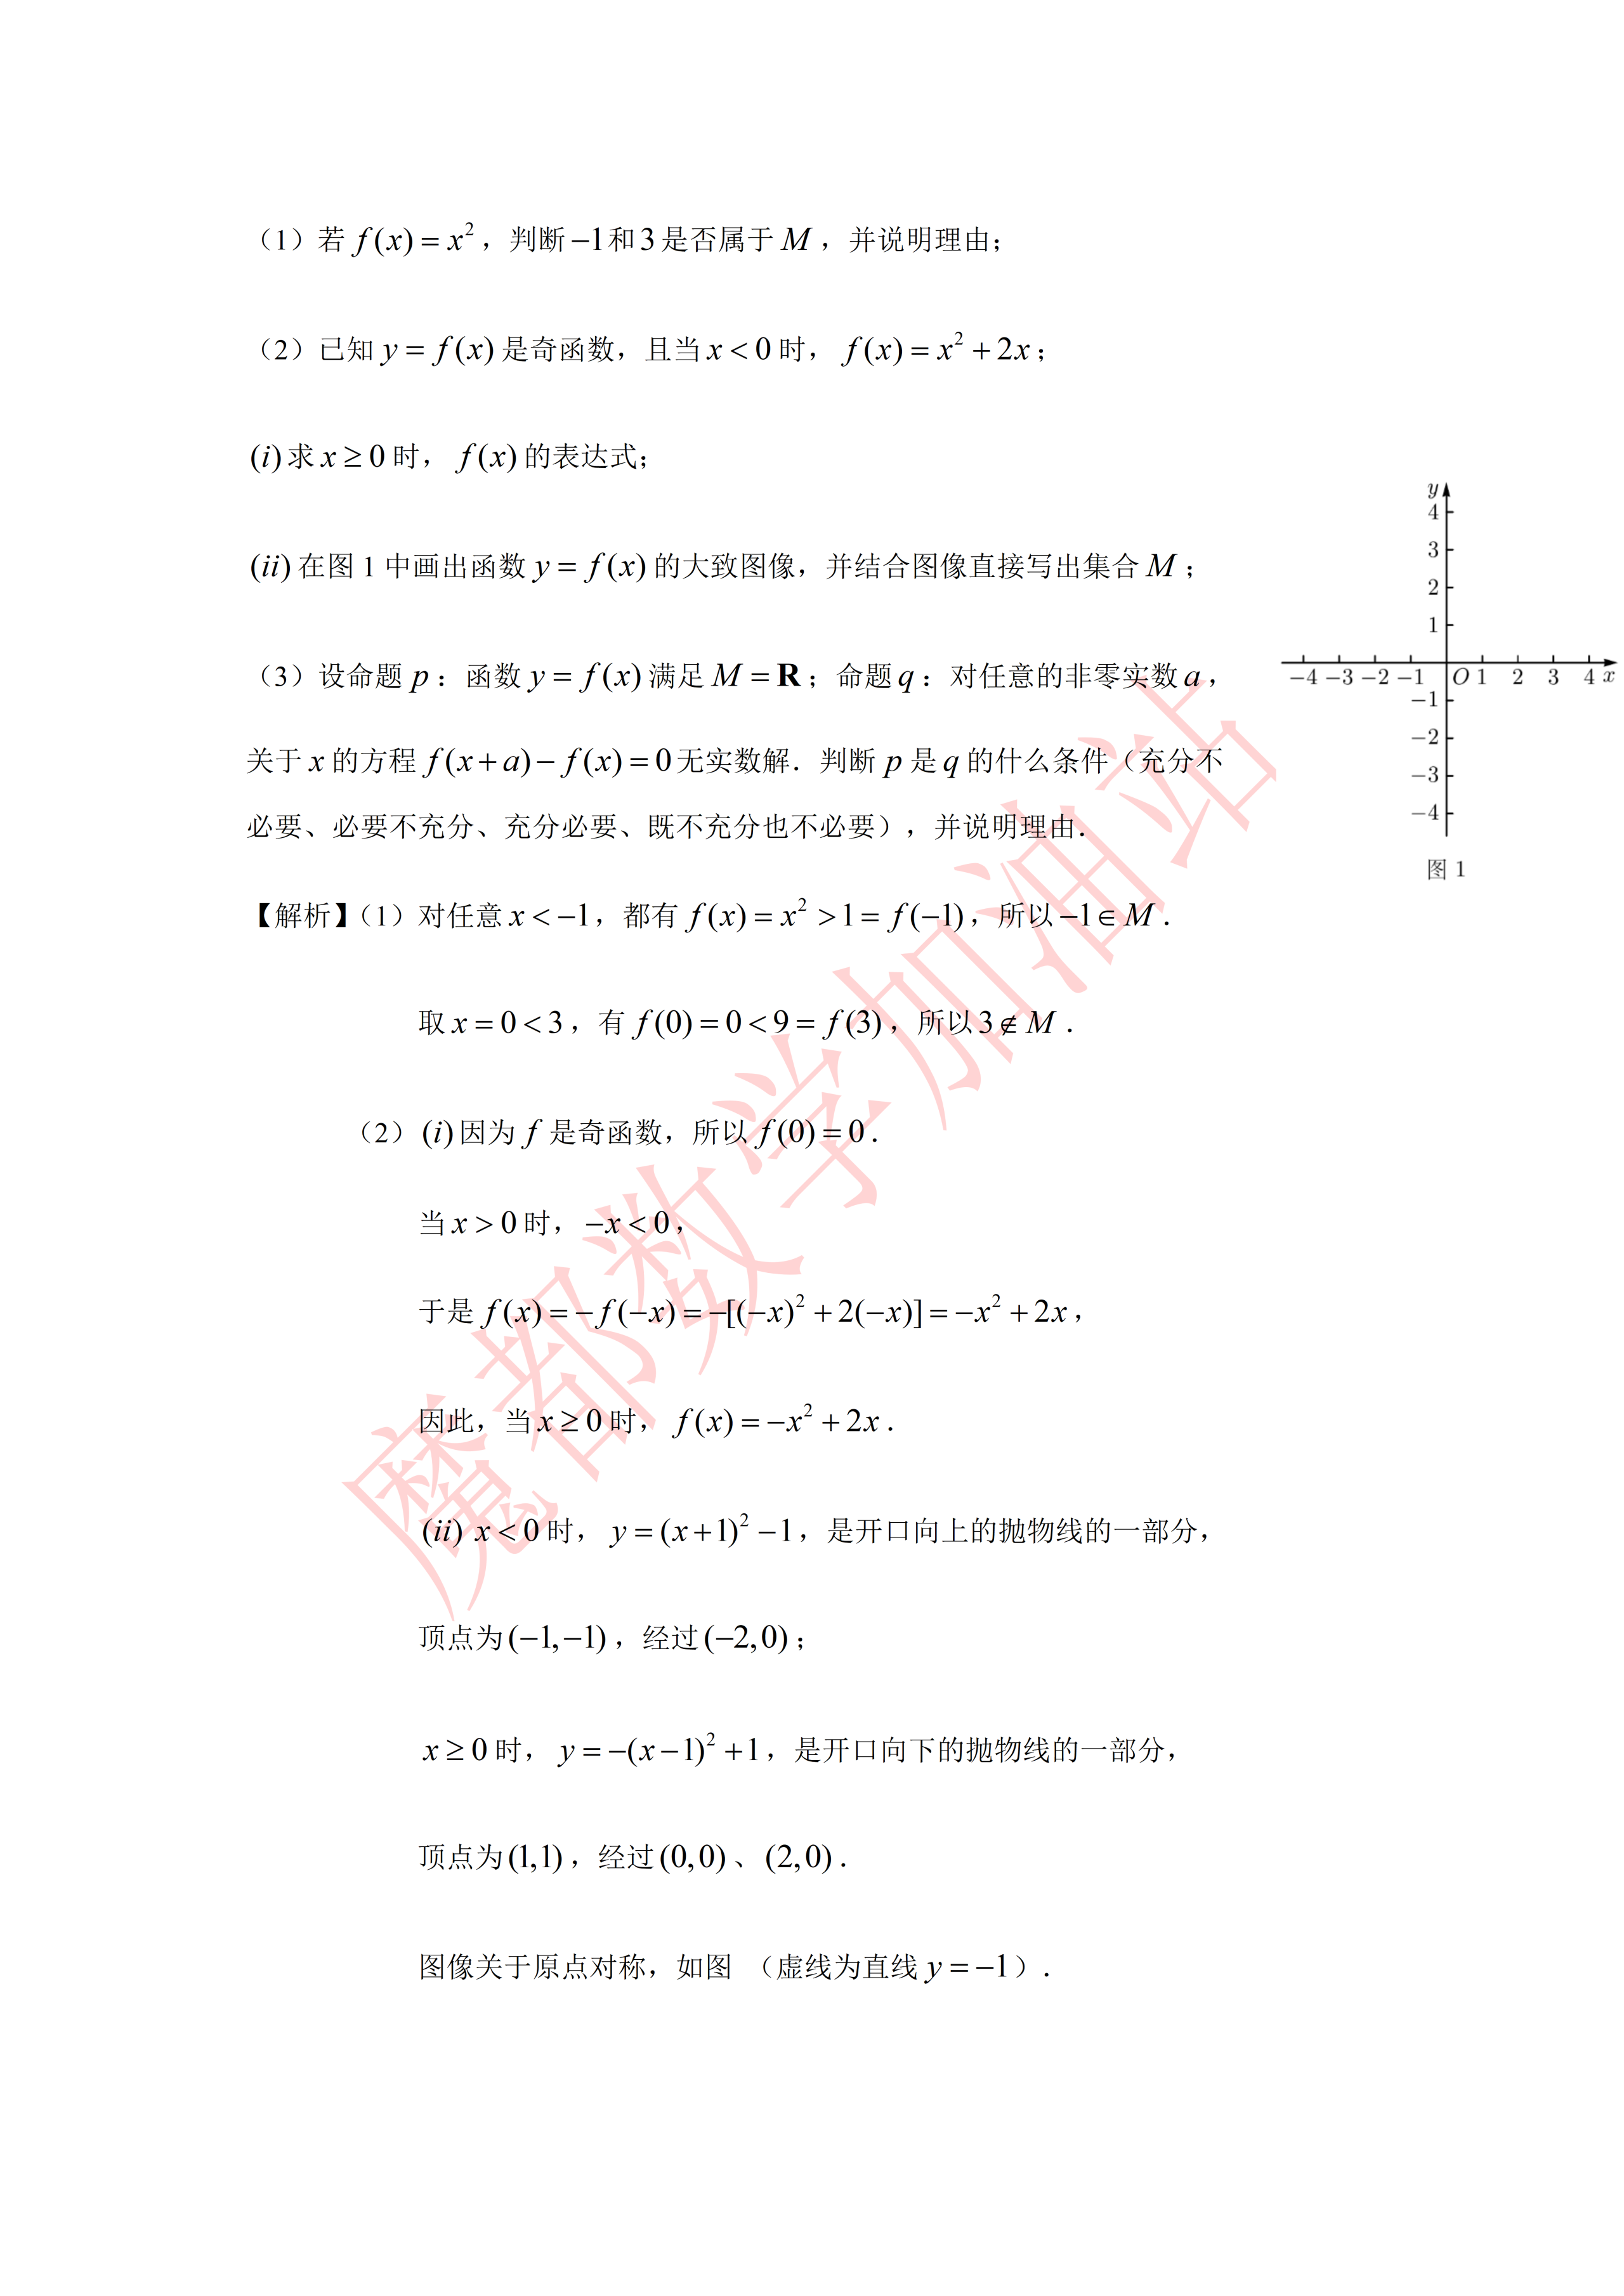 （1）若 f(x) = x²，判断 −1 和 3 是否属于 M，并说明理由；
（2）已知 y = f(x) 是奇函数，且当 x < 0 时，f(x) = x² + 2x；
(i) 求 x ≥ 0 时，f(x) 的表达式；
(ii) 在图 1 中画出函数 y = f(x) 的大致图像，并结合图像直接写出集合 M；
（3）设命题 p：函数 y = f(x) 满足 M = R；命题 q：对任意的非零实数 a，
关于 x 的方程 f(x + a) − f(x) = 0 无实数解．判断 p 是 q 的什么条件（充分不
必要、必要不充分、充分必要、既不充分也不必要），并说明理由．
y
4
3
2
1
−4 −3 −2 −1 O 1 2 3 4 x
−1
−2
−3
−4
图 1
【解析】（1）对任意 x < −1，都有 f(x) = x² > 1 = f(−1)，所以 −1 ∈ M．
取 x = 0 < 3，有 f(0) = 0 < 9 = f(3)，所以 3 ∉ M．
（2）(i) 因为 f 是奇函数，所以 f(0) = 0．
当 x > 0 时，−x < 0，
于是 f(x) = −f(−x) = −[(−x)² + 2(−x)] = −x² + 2x，
因此，当 x ≥ 0 时，f(x) = −x² + 2x．
(ii) x < 0 时，y = (x + 1)² − 1，是开口向上的抛物线的一部分，
顶点为 (−1, −1)，经过 (−2, 0)；
x ≥ 0 时，y = −(x − 1)² + 1，是开口向下的抛物线的一部分，
顶点为 (1,1)，经过 (0, 0)、(2, 0)．
图像关于原点对称，如图 （虚线为直线 y = −1）．
魔都数学加油站